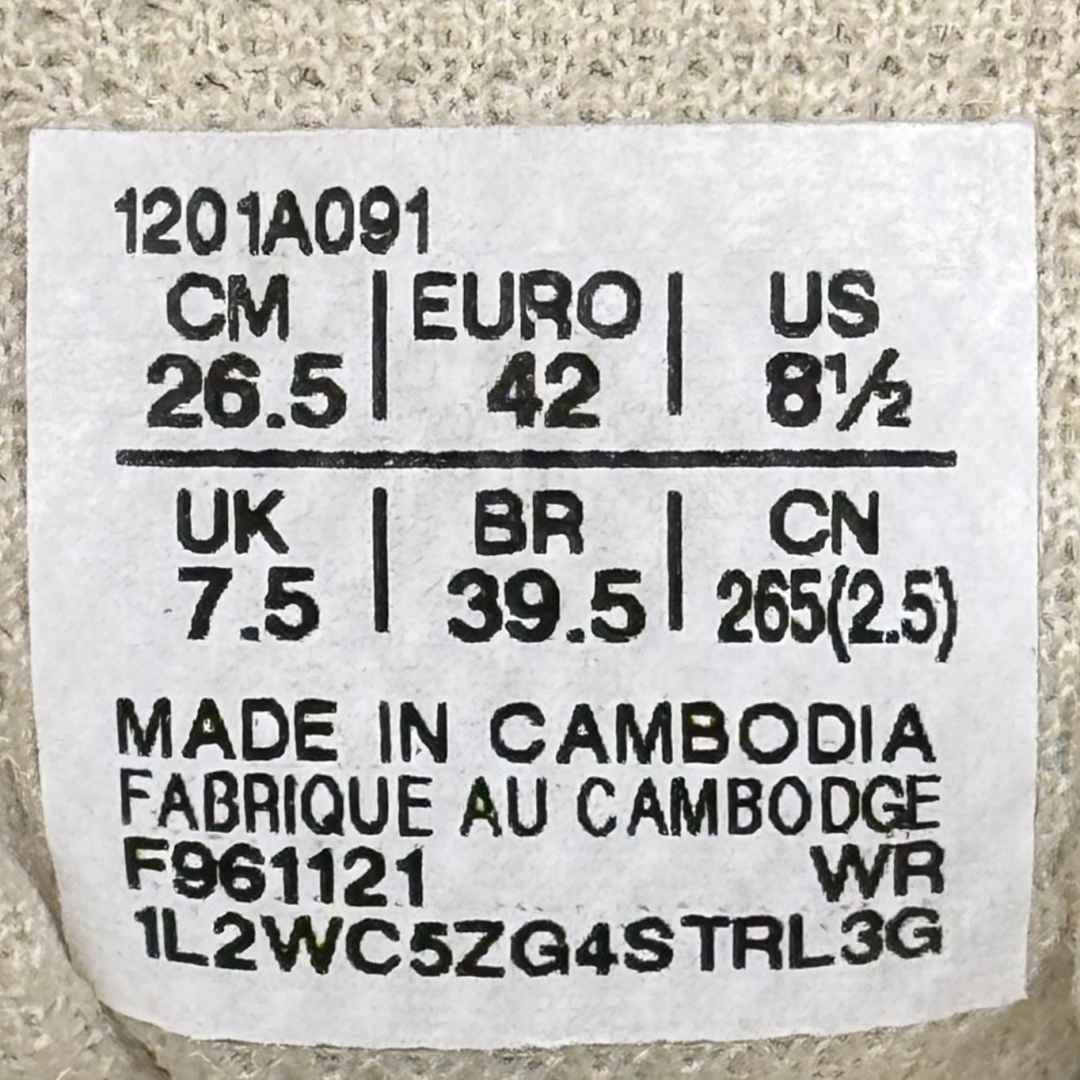 1201A091
CM | EURO | US
26.5 | 42 | 8½
UK | BR | CN
7.5 | 39.5 | 265(2.5)
MADE IN CAMBODIA
FABRIQUE AU CAMBODGE
F961121 WR
1L2WC5ZG4STRL3G